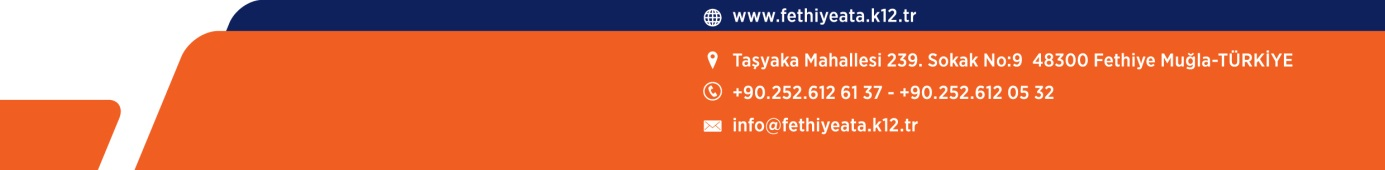 www.fethiyeata.k12.tr
Taşyaka Mahallesi 239. Sokak No:9 48300 Fethiye Muğla-TÜRKİYE
+90.252.612 61 37 - +90.252.612 05 32
info@fethiyeata.k12.tr